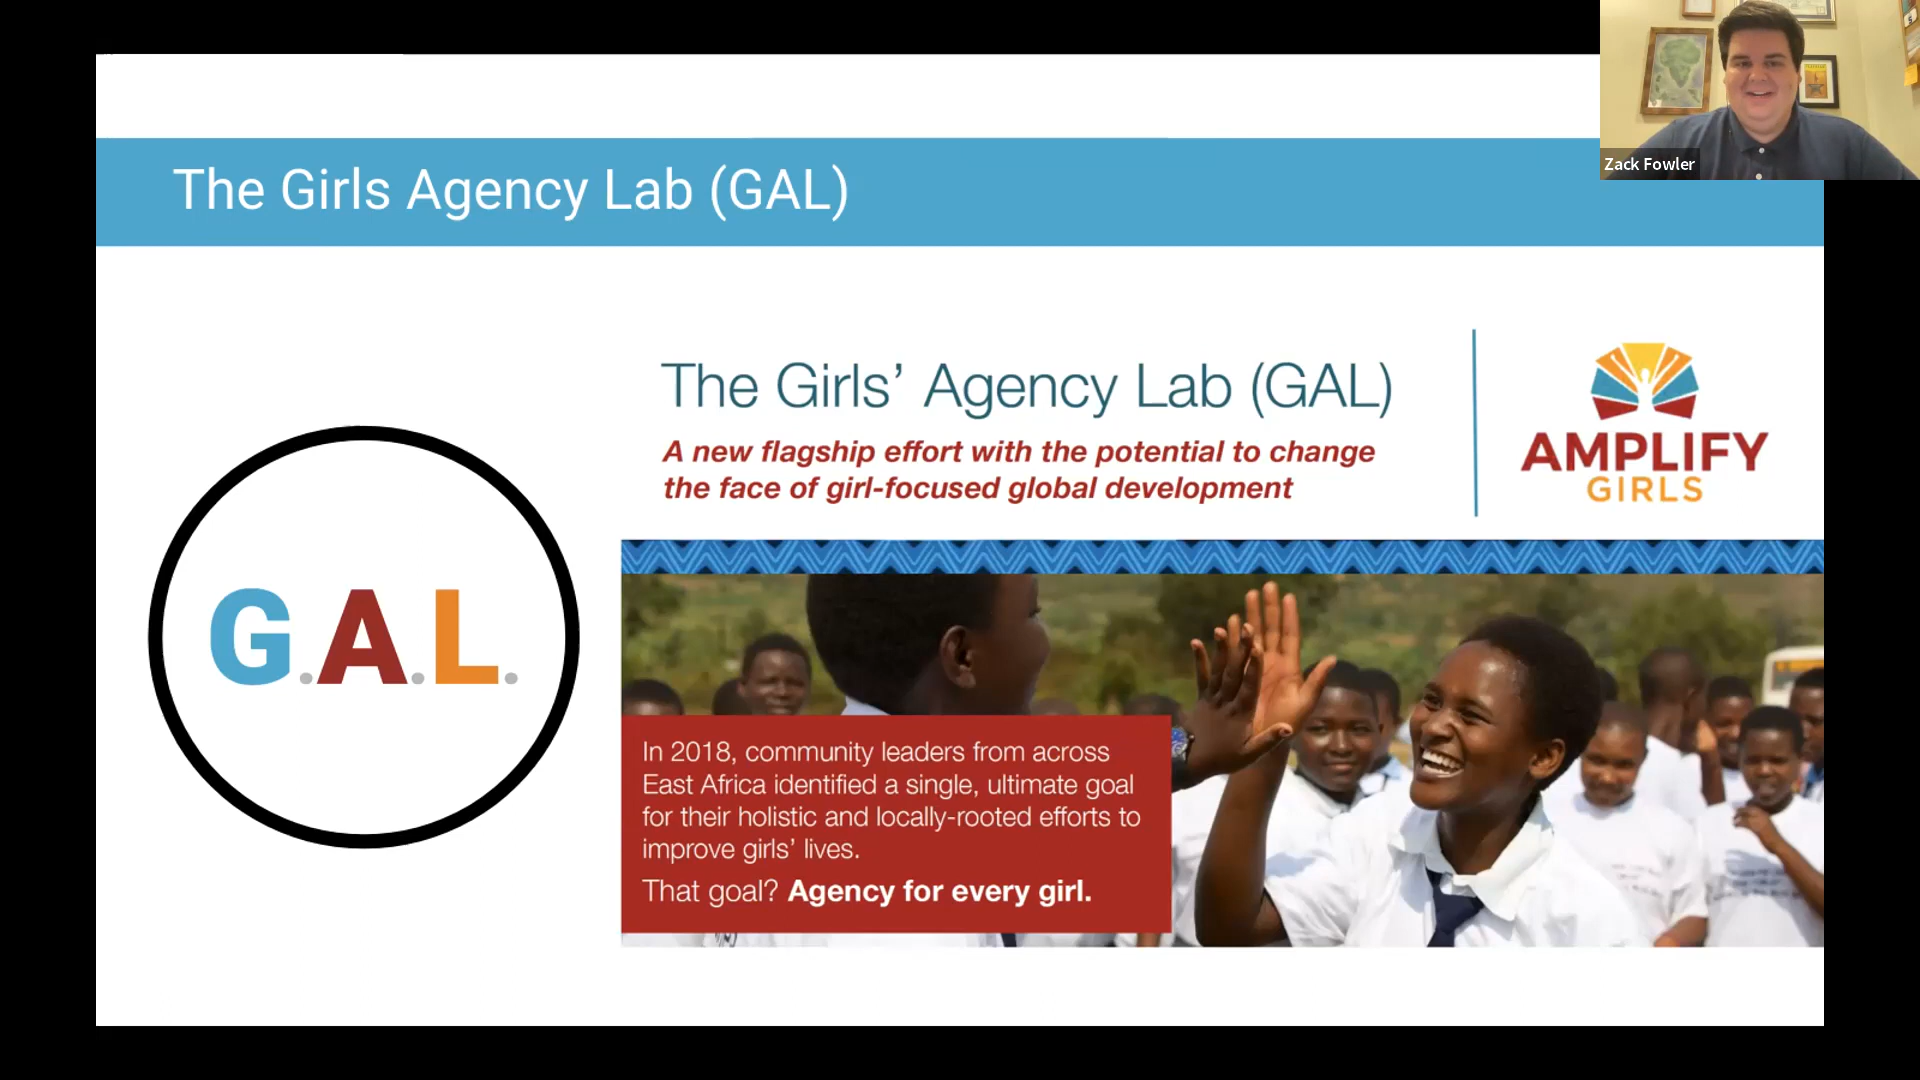 The Girls Agency Lab (GAL)
Zack Fowler
The Girls’ Agency Lab (GAL)
A new flagship effort with the potential to change
the face of girl-focused global development
AMPLIFY
GIRLS
G.A.L.
In 2018, community leaders from across
East Africa identified a single, ultimate goal
for their holistic and locally-rooted efforts to
improve girls’ lives.
That goal? Agency for every girl.